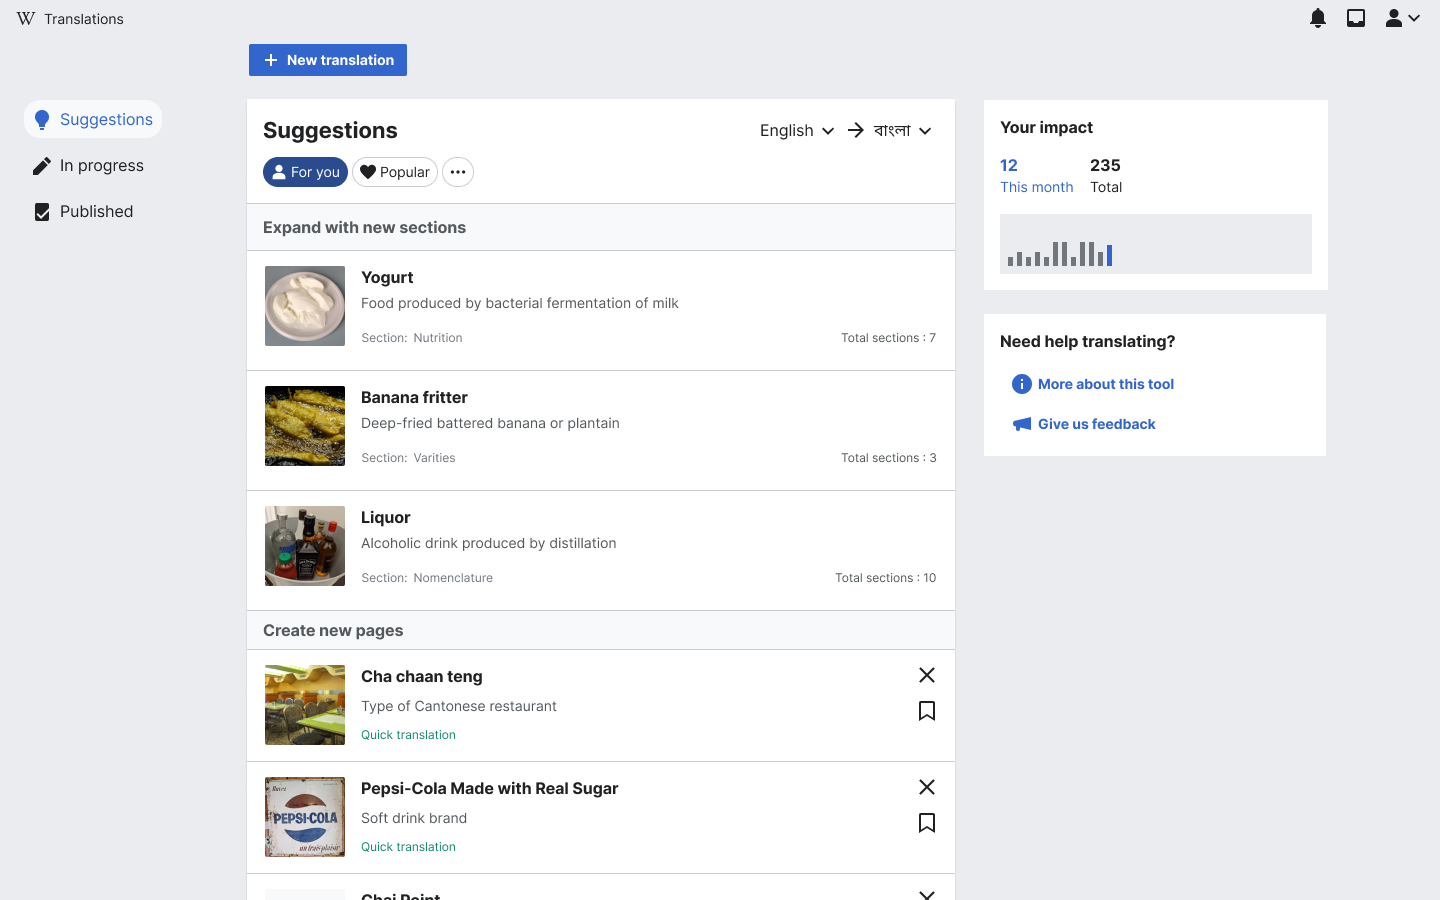 W Translations
+ New translation
Suggestions
In progress
Published
Suggestions
English → বাংলা
For you Popular
Expand with new sections
Yogurt
Food produced by bacterial fermentation of milk
Section: Nutrition Total sections : 7
Banana fritter
Deep-fried battered banana or plantain
Section: Varities Total sections : 3
Liquor
Alcoholic drink produced by distillation
Section: Nomenclature Total sections : 10
Create new pages
Cha chaan teng
Type of Cantonese restaurant
Quick translation
Pepsi-Cola Made with Real Sugar
Soft drink brand
Quick translation
PEPSI-COLA
Chai Point
Your impact
12 235
This month Total
Need help translating?
More about this tool
Give us feedback